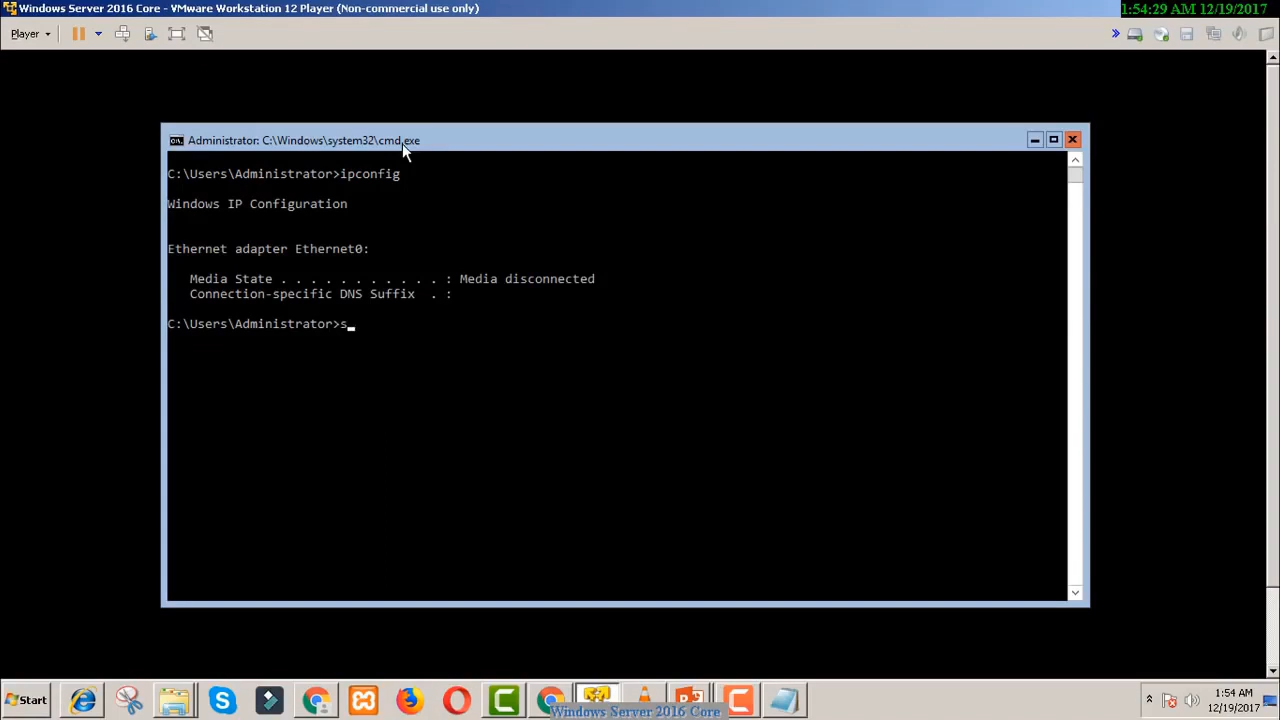 Windows Server 2016 Core - VMware Workstation 12 Player (Non-commercial use only)
1:54:29 AM 12/19/2017
Player
Administrator: C:\Windows\system32\cmd.exe
C:\Users\Administrator>ipconfig
Windows IP Configuration
Ethernet adapter Ethernet0:
Media State . . . . . . . . . . . : Media disconnected
Connection-specific DNS Suffix  . :
C:\Users\Administrator>s
Start
Windows Server 2016 Core
1:54 AM
12/19/2017